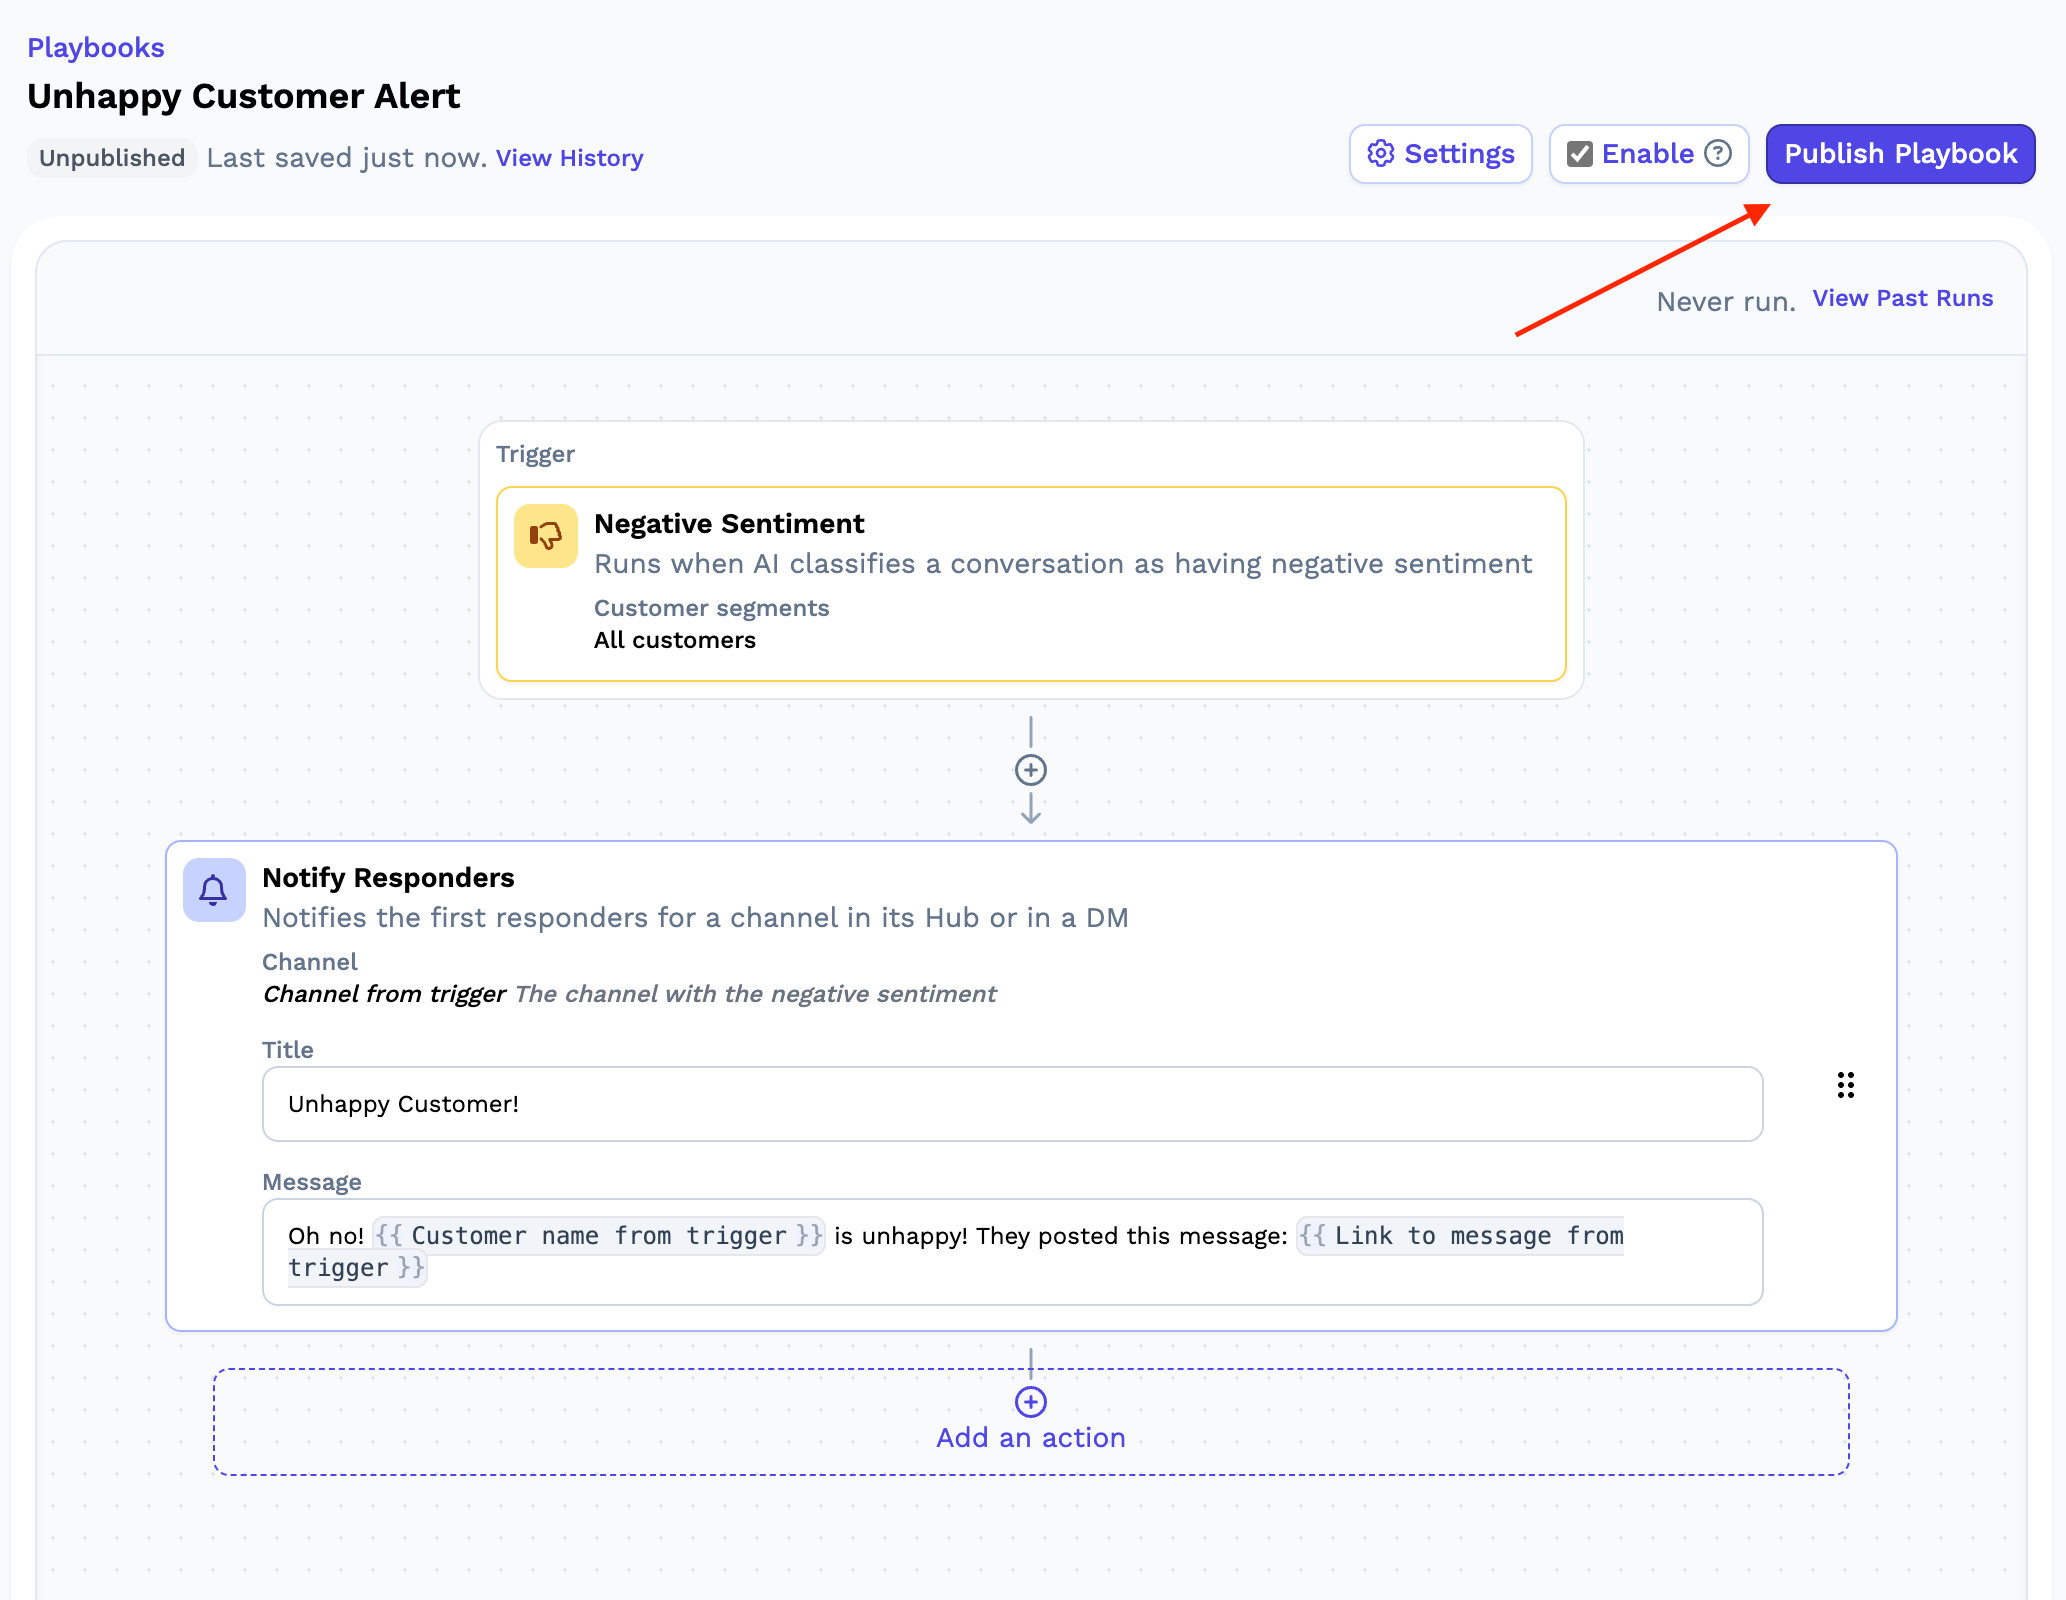 Playbooks
Unhappy Customer Alert
Unpublished Last saved just now. View History
Settings Enable Publish Playbook
Never run. View Past Runs
Trigger
Negative Sentiment
Runs when AI classifies a conversation as having negative sentiment
Customer segments
All customers
Notify Responders
Notifies the first responders for a channel in its Hub or in a DM
Channel
Channel from trigger The channel with the negative sentiment
Title
Unhappy Customer!
Message
Oh no! {{ Customer name from trigger }} is unhappy! They posted this message: {{ Link to message from
trigger }}
Add an action